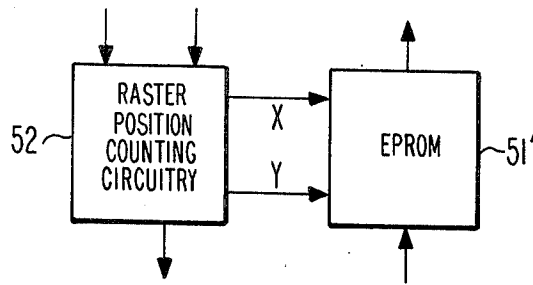 RASTER
POSITION
COUNTING
CIRCUITRY
52
X
Y
EPROM
51'